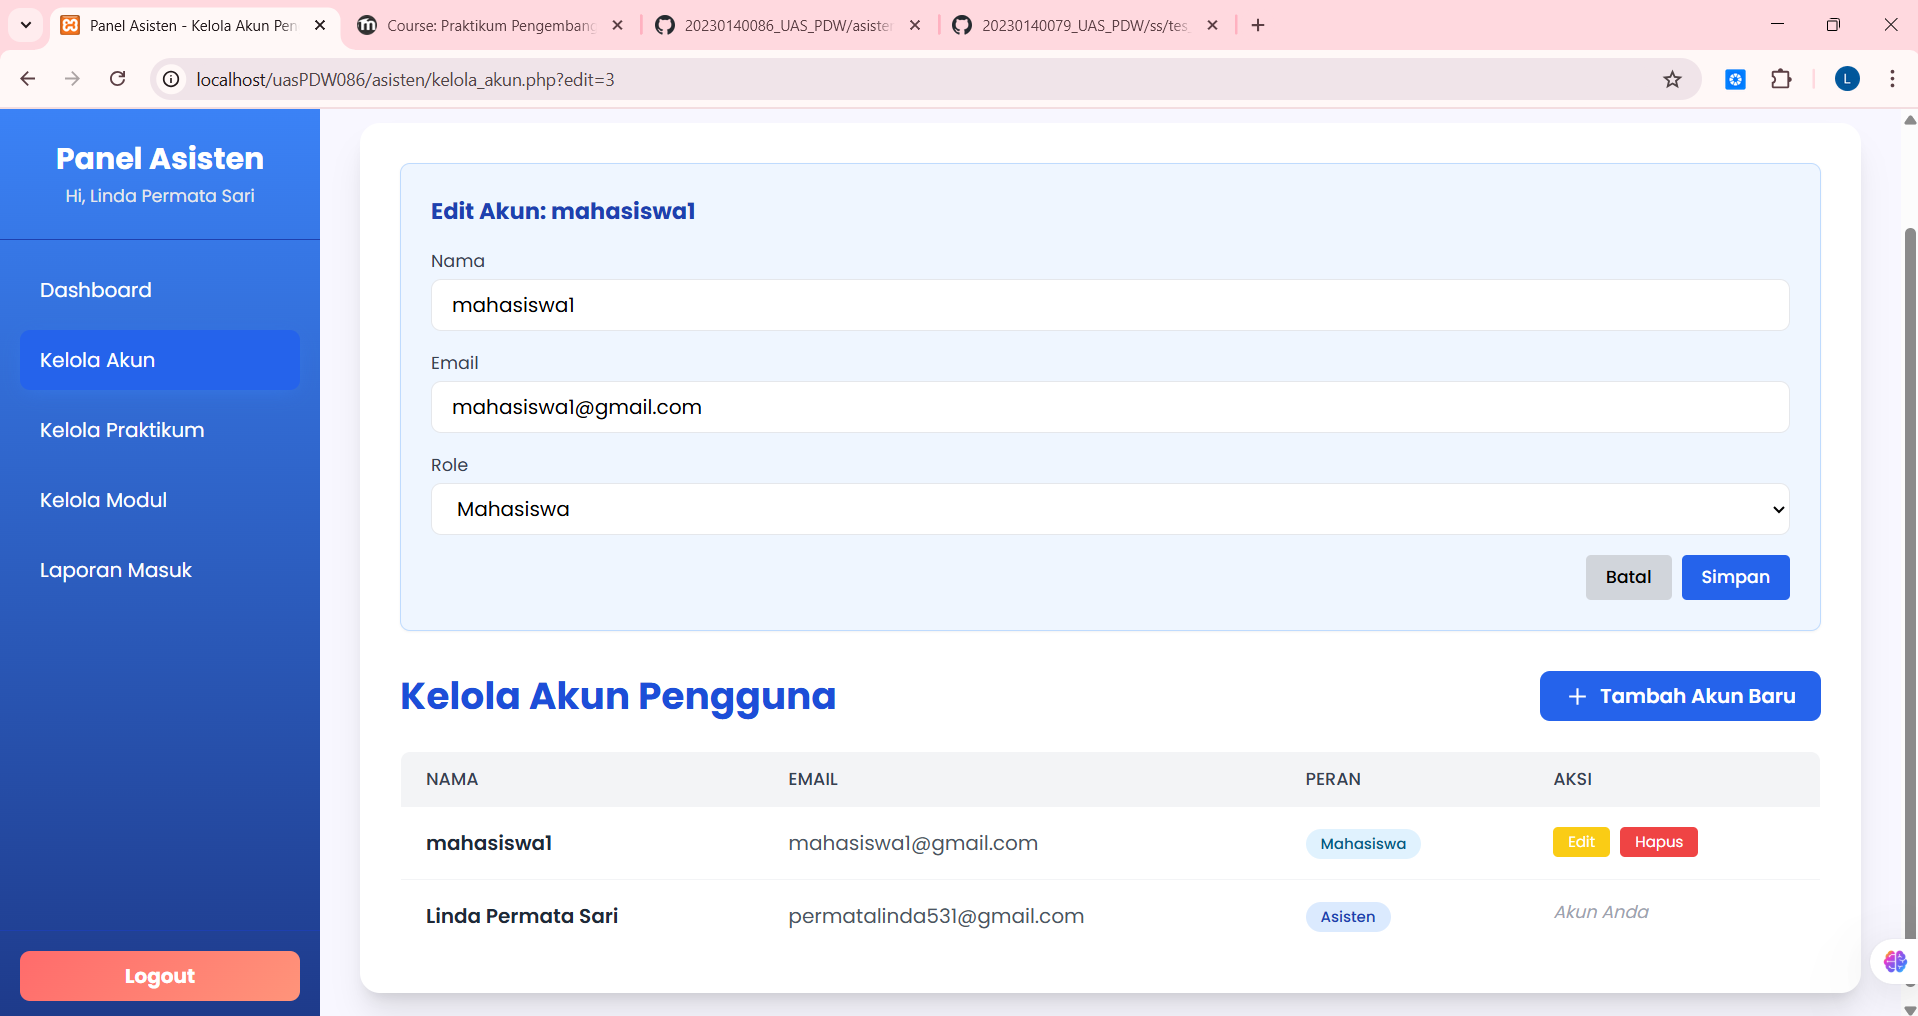 Panel Asisten - Kelola Akun Pen
Course: Praktikum Pengembang
20230140086_UAS_PDW/asisten
20230140079_UAS_PDW/ss/tes_
localhost/uasPDW086/asisten/kelola_akun.php?edit=3
L
Panel Asisten
Hi, Linda Permata Sari
Dashboard
Kelola Akun
Kelola Praktikum
Kelola Modul
Laporan Masuk
Logout
Edit Akun: mahasiswa1
Nama
mahasiswa1
Email
mahasiswa1@gmail.com
Role
Mahasiswa
Batal
Simpan
Kelola Akun Pengguna
+ Tambah Akun Baru
NAMA EMAIL PERAN AKSI
mahasiswa1 mahasiswa1@gmail.com Mahasiswa Edit Hapus
Linda Permata Sari permatalinda531@gmail.com Asisten Akun Anda